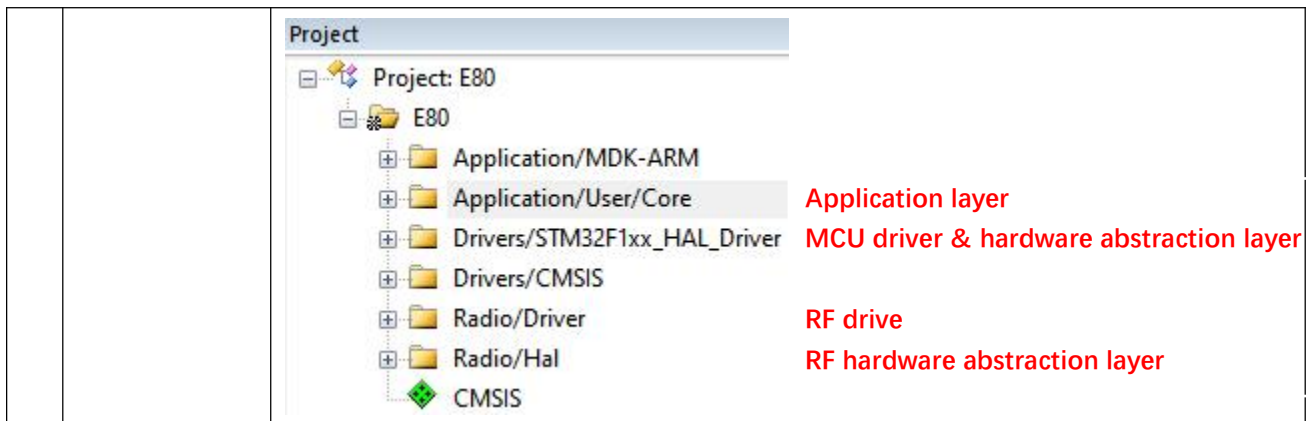 Project
Project: E80
E80
Application/MDK-ARM
Application/User/Core Application layer
Drivers/STM32F1xx_HAL_Driver MCU driver & hardware abstraction layer
Drivers/CMSIS
Radio/Driver RF drive
Radio/Hal RF hardware abstraction layer
CMSIS